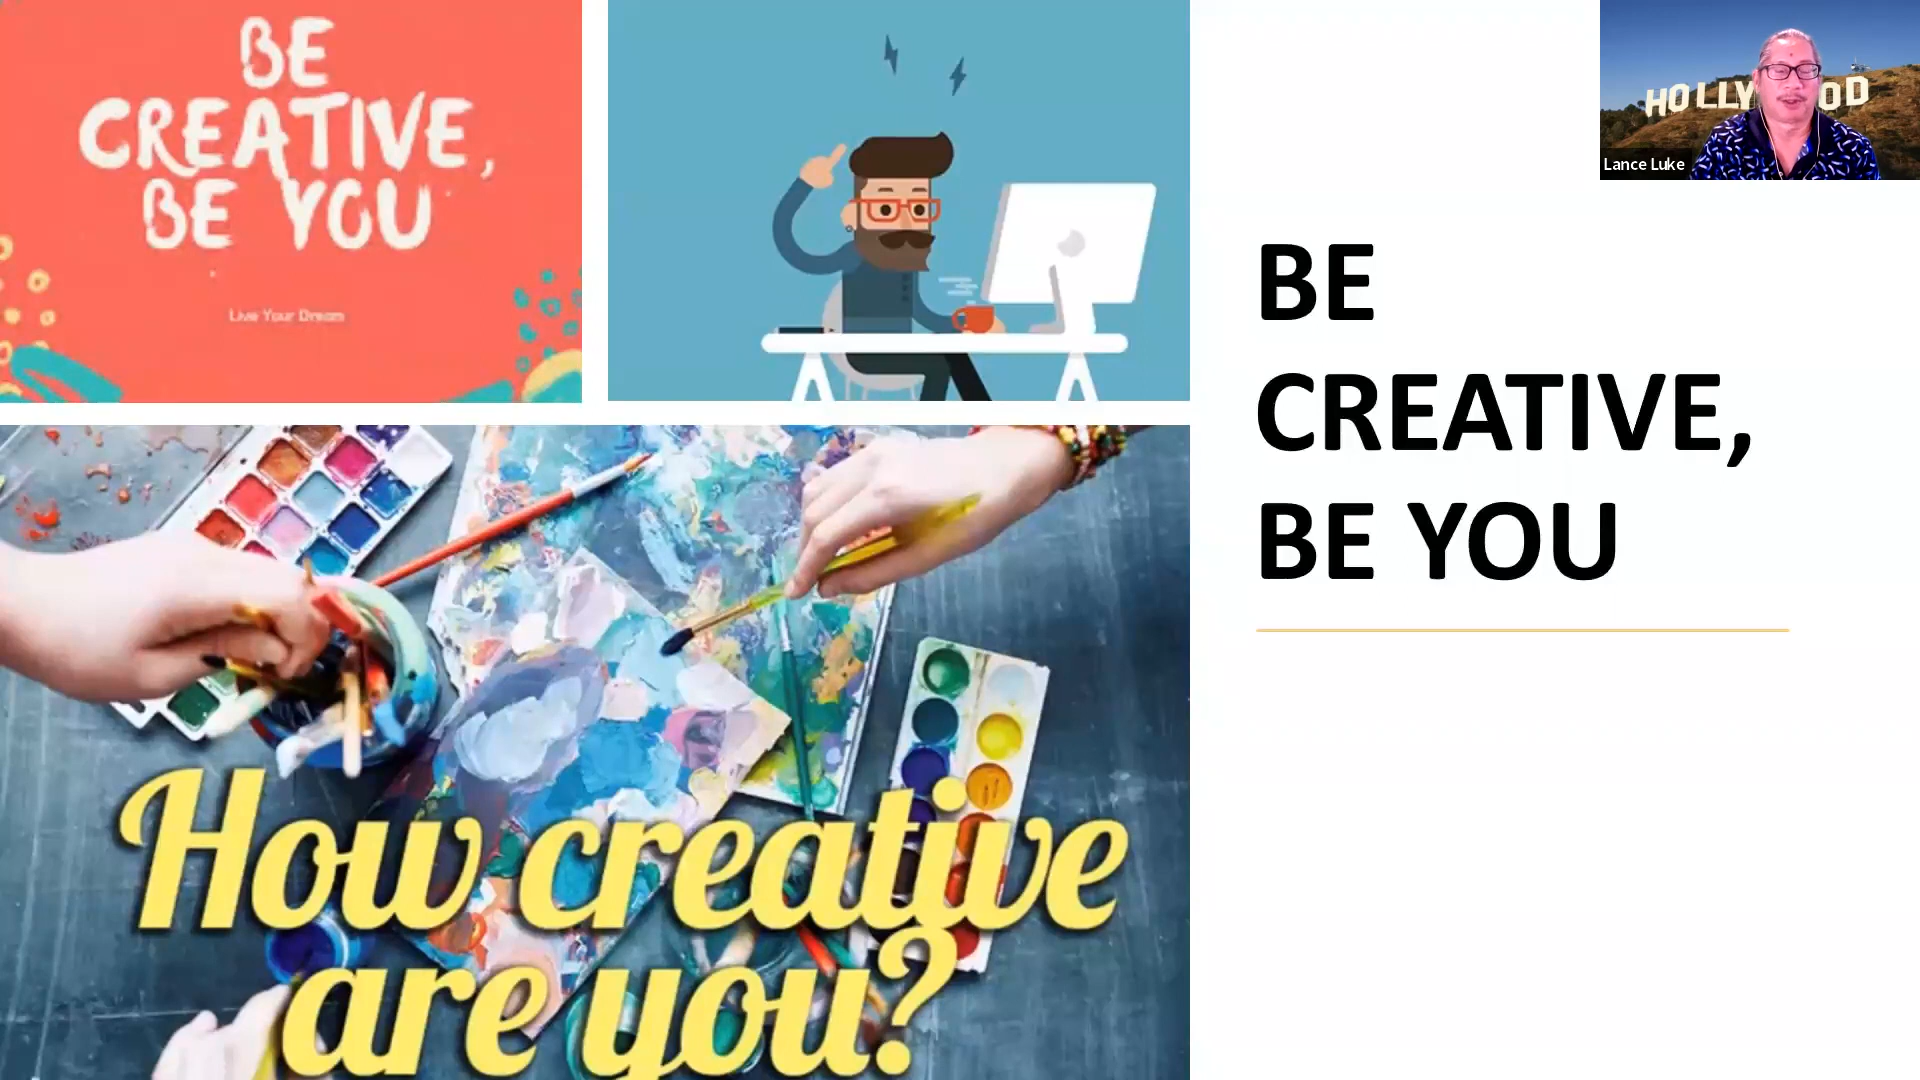 BE
CREATIVE,
BE YOU
Live Your Dream
HOLLY OD
Lance Luke
BE
CREATIVE,
BE YOU
How creative
are you?